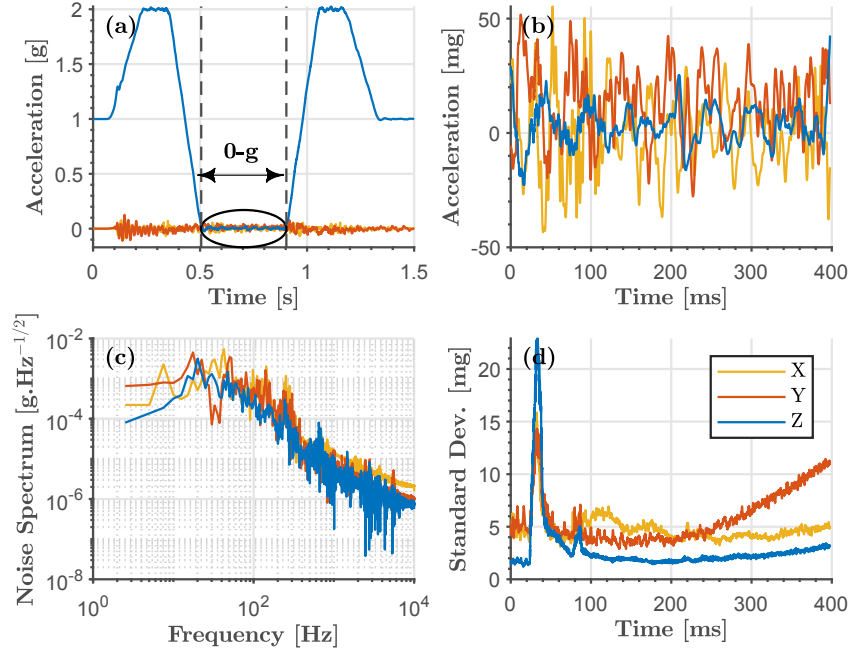 (a)
Acceleration [g]
2
1.5
1
0.5
0
0-g
0
0.5
1
1.5
Time [s]
(b)
Acceleration [mg]
50
0
-50
0
100
200
300
400
Time [ms]
(c)
Noise Spectrum [g.Hz^{-1/2}]
10^{-2}
10^{-4}
10^{-6}
10^{-8}
10^{0}
10^{2}
10^{4}
Frequency [Hz]
(d)
Standard Dev. [mg]
20
15
10
5
0
X
Y
Z
0
100
200
300
400
Time [ms]